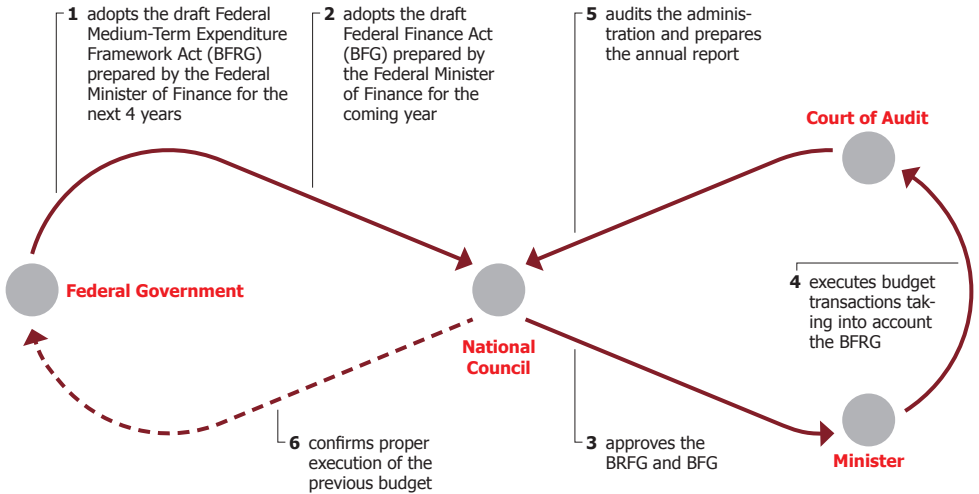 1 adopts the draft Federal
Medium-Term Expenditure
Framework Act (BFRG)
prepared by the Federal
Minister of Finance for the
next 4 years
2 adopts the draft
Federal Finance Act
(BFG) prepared by
the Federal Minister
of Finance for the
coming year
5 audits the adminis-
tration and prepares
the annual report
Court of Audit
Federal Government
4 executes budget
transactions tak-
ing into account
the BFRG
National
Council
6 confirms proper
execution of the
previous budget
3 approves the
BRFG and BFG
Minister